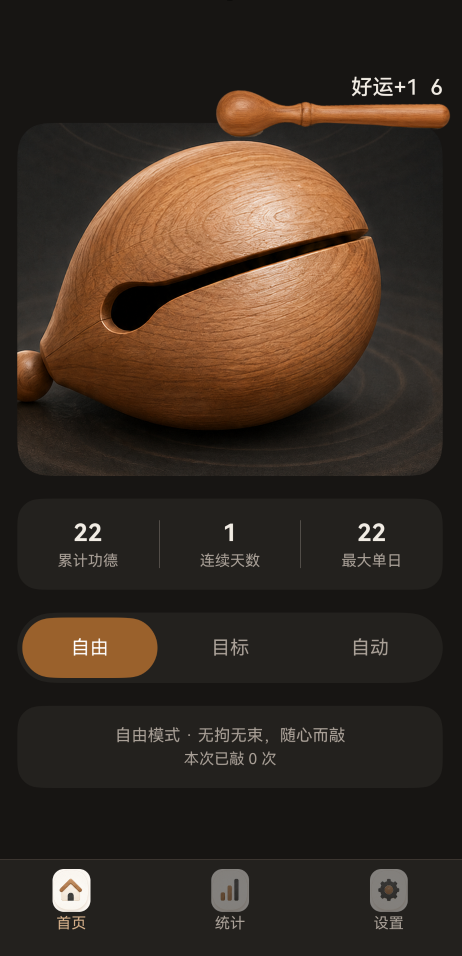 好运+1 6
22 1 22
累计功德 连续天数 最大单日
自由 目标 自动
自由模式 · 无拘无束，随心而敲
本次已敲 0 次
首页 统计 设置